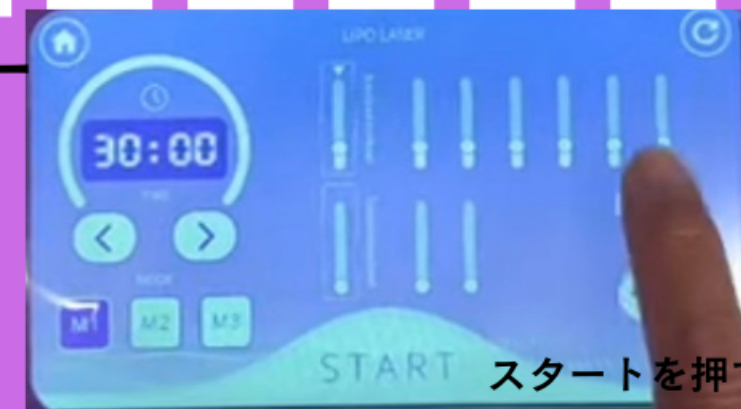 LIPO LASER
30:00
TIME
MODE
M1 M2 M3
START
スタートを押